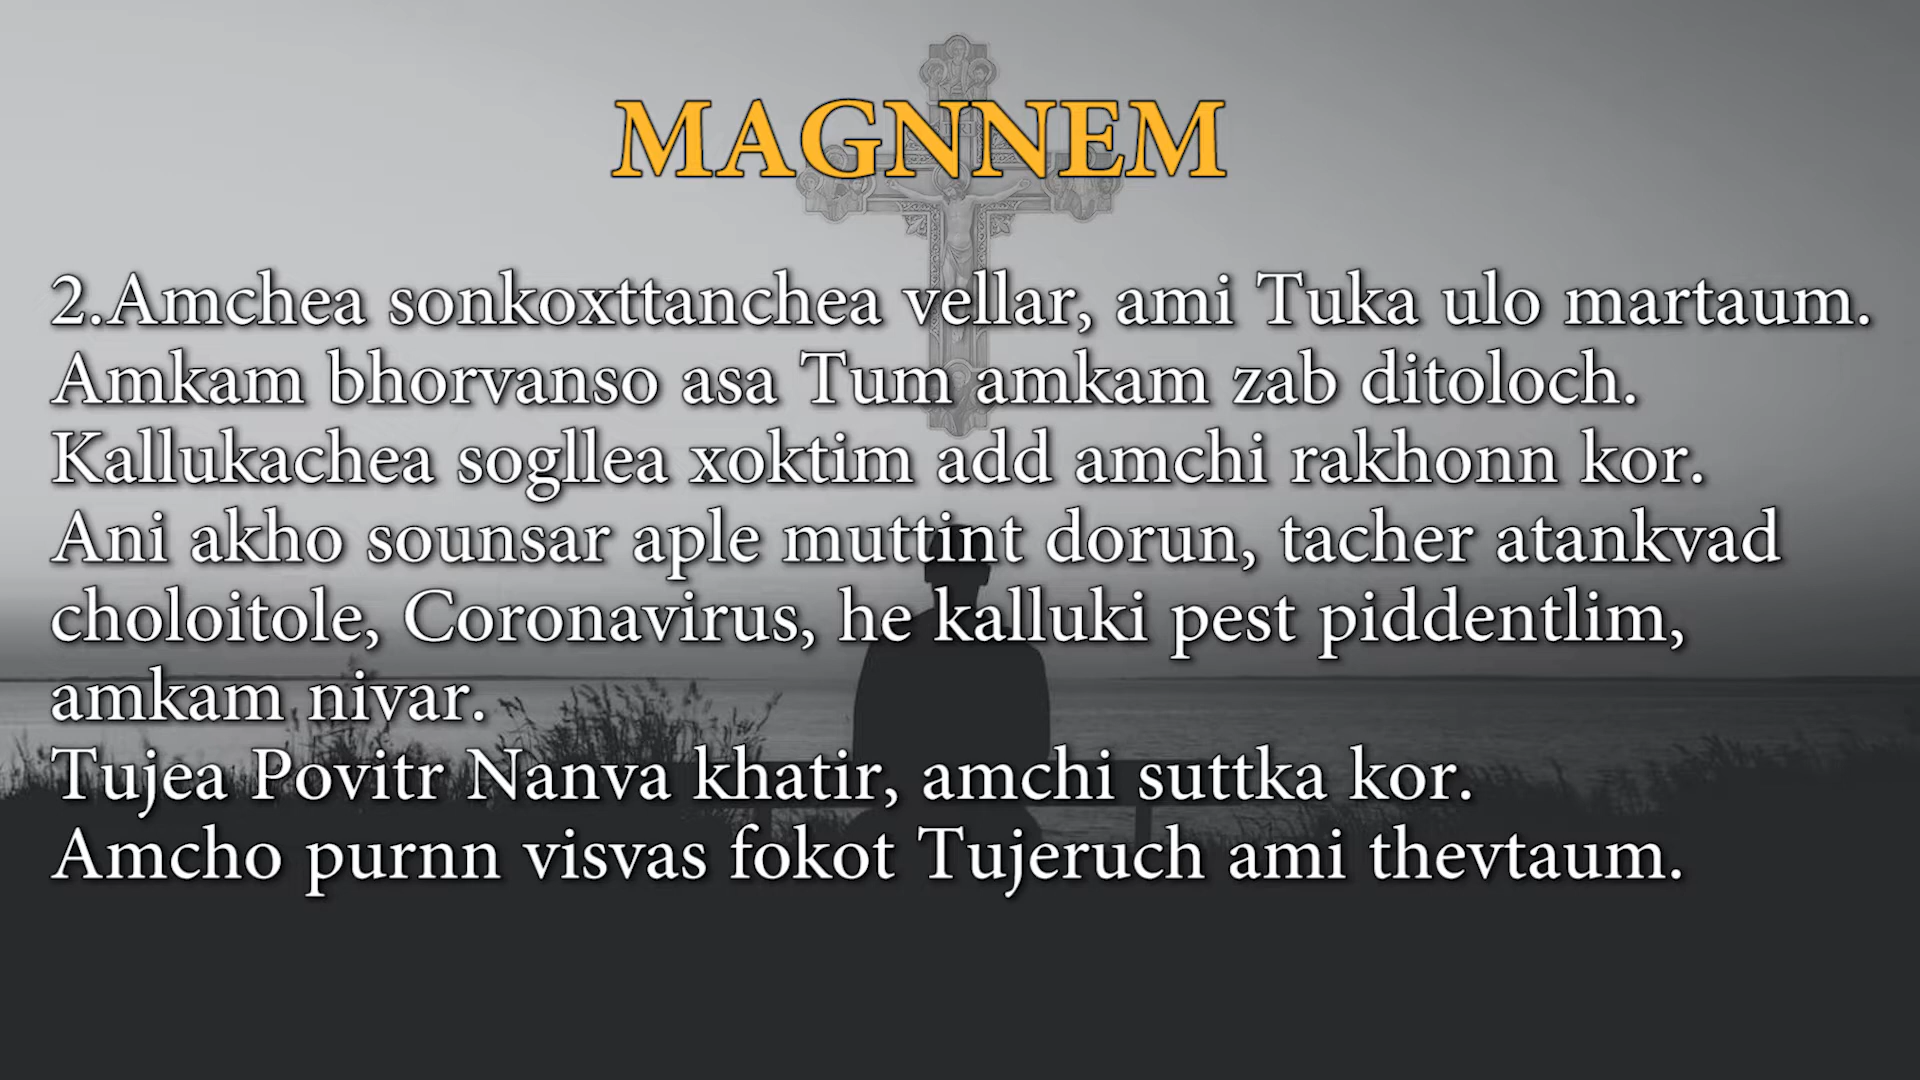 MAGNNEM
2.Amchea sonkoxttanchea vellar, ami Tuka ulo martaum.
Amkam bhorvanso asa Tum amkam zab ditoloch.
Kallukachea sogllea xoktim add amchi rakhonn kor.
Ani akho sounsar aple muttint dorun, tacher atankvad
choloitole, Coronavirus, he kalluki pest piddentlim,
amkam nivar.
Tujea Povitr Nanva khatir, amchi suttka kor.
Amcho purnn visvas fokot Tujeruch ami thevtaum.